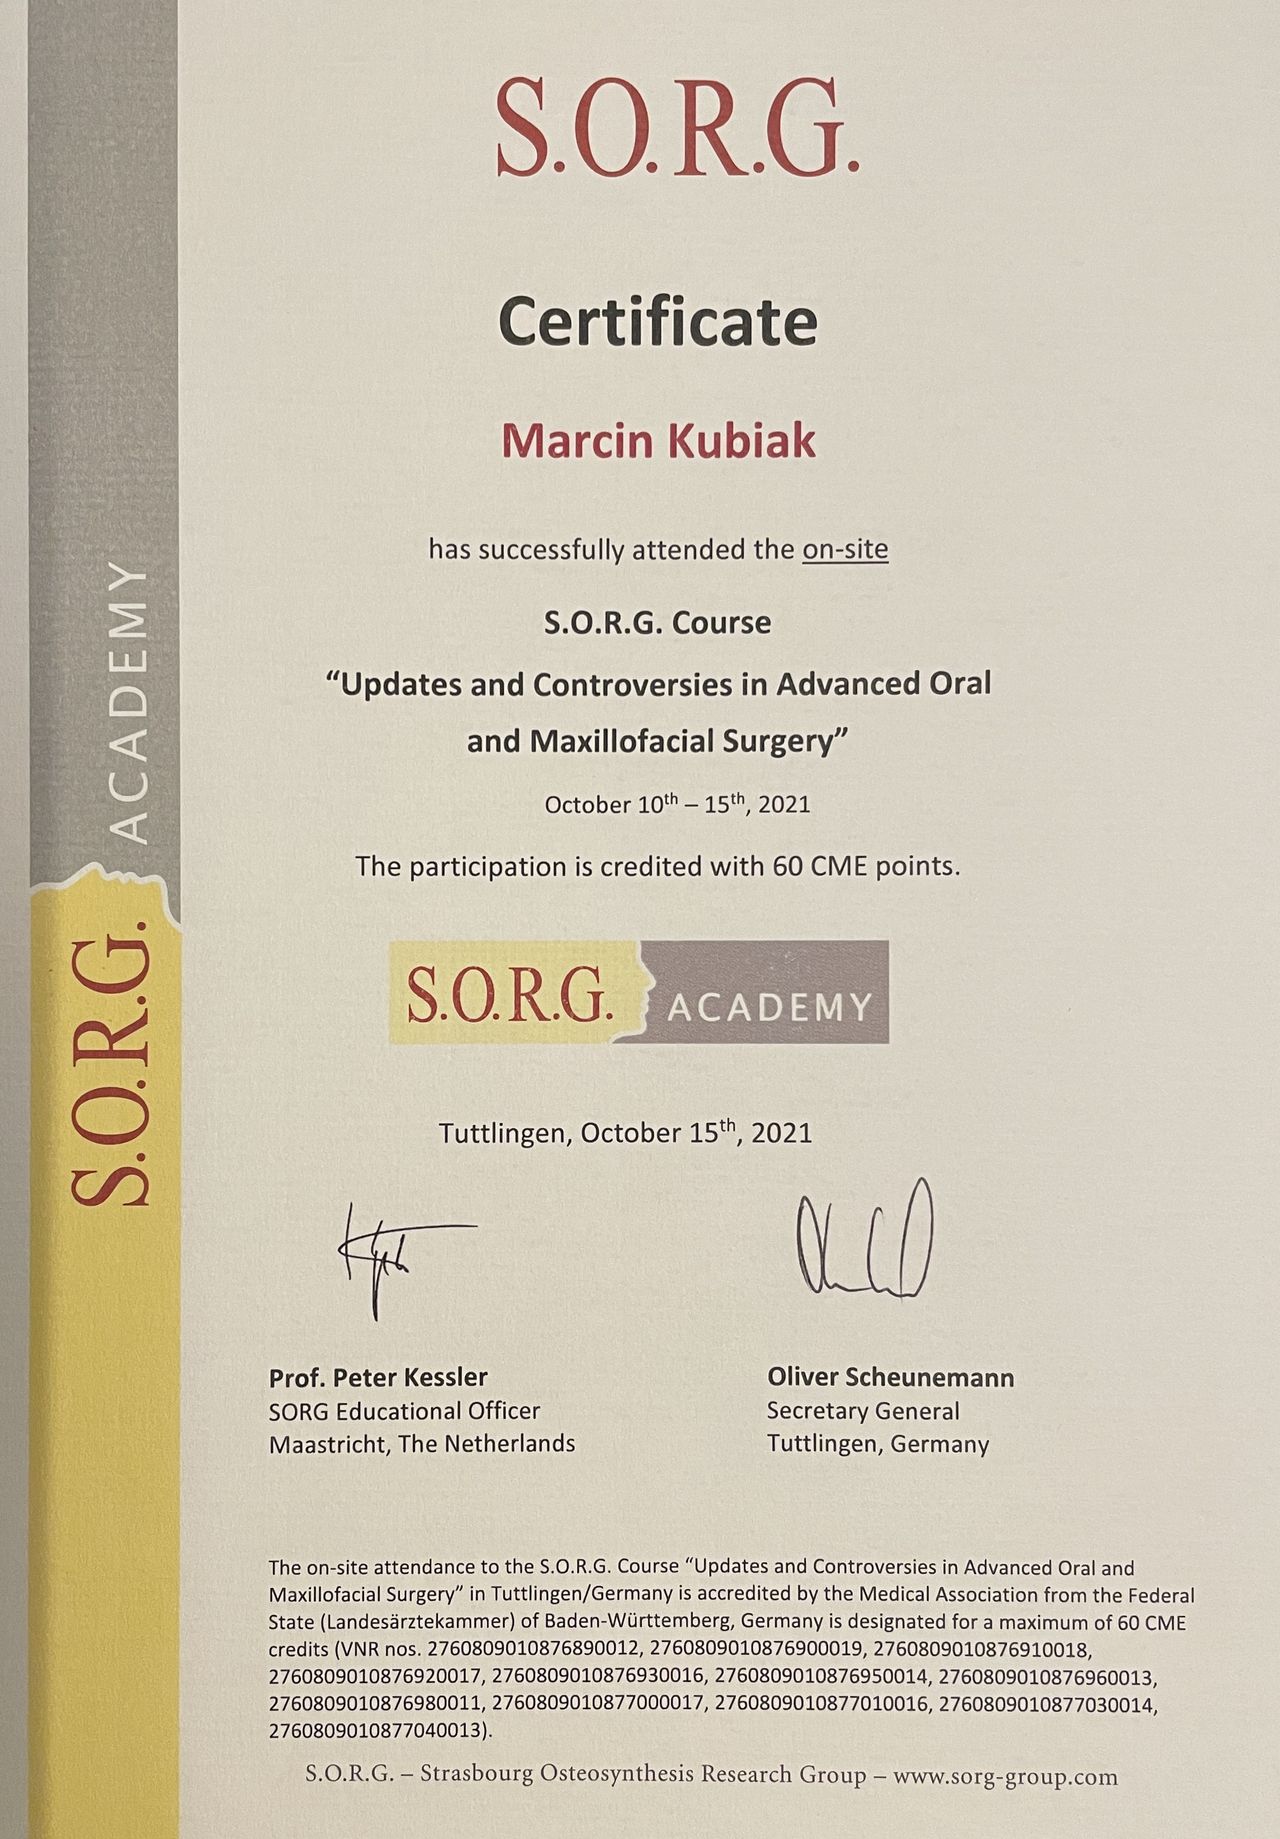 S.O.R.G.
Certificate
Marcin Kubiak
has successfully attended the on-site
S.O.R.G. Course
“Updates and Controversies in Advanced Oral
and Maxillofacial Surgery”
October 10th – 15th, 2021
The participation is credited with 60 CME points.
S.O.R.G. ACADEMY
Tuttlingen, October 15th, 2021
Prof. Peter Kessler
SORG Educational Officer
Maastricht, The Netherlands
Oliver Scheunemann
Secretary General
Tuttlingen, Germany
The on-site attendance to the S.O.R.G. Course “Updates and Controversies in Advanced Oral and
Maxillofacial Surgery” in Tuttlingen/Germany is accredited by the Medical Association from the Federal
State (Landesärztekammer) of Baden-Württemberg, Germany is designated for a maximum of 60 CME
credits (VNR nos. 2760809010876890012, 2760809010876900019, 2760809010876910018,
2760809010876920017, 2760809010876930016, 2760809010876950014, 2760809010876960013,
2760809010876980011, 2760809010877000017, 2760809010877010016, 2760809010877030014,
2760809010877040013).
S.O.R.G. – Strasbourg Osteosynthesis Research Group – www.sorg-group.com
S.O.R.G. ACADEMY